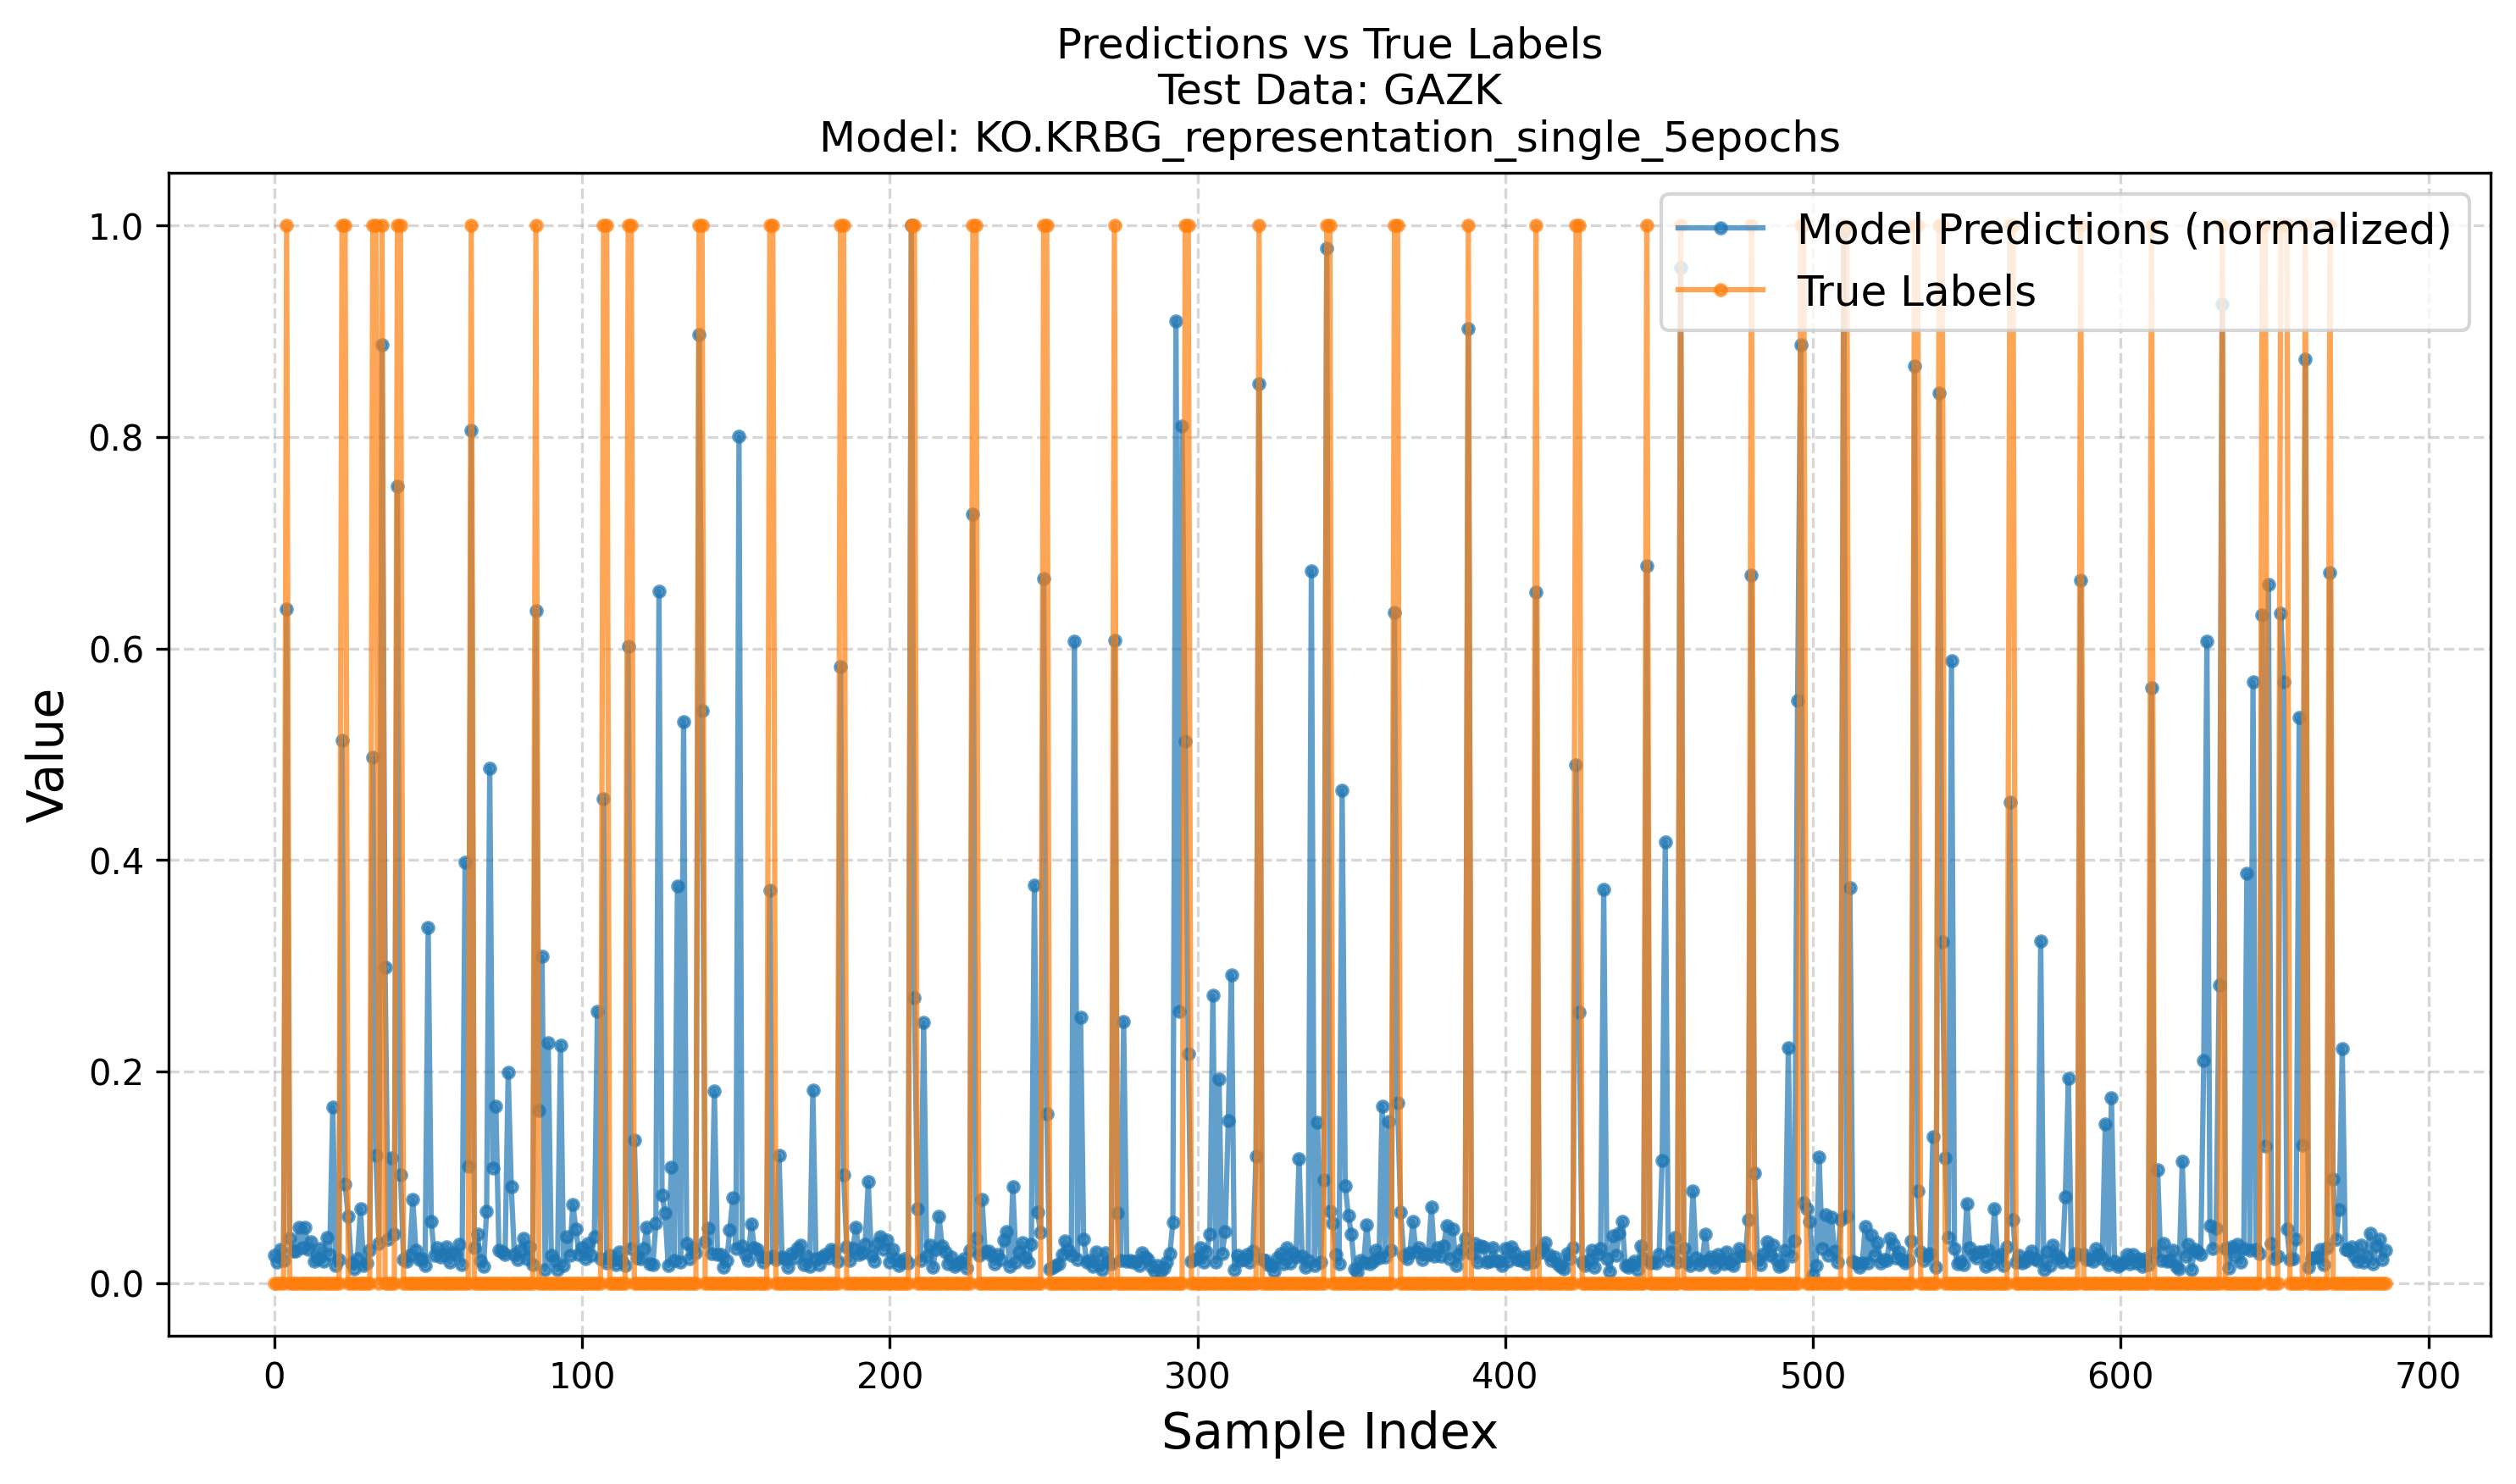 Predictions vs True Labels
Test Data: GAZK
Model: KO.KRBG_representation_single_5epochs
Model Predictions (normalized)
True Labels
1.0
0.8
0.6
0.4
0.2
0.0
Value
0 100 200 300 400 500 600 700
Sample Index